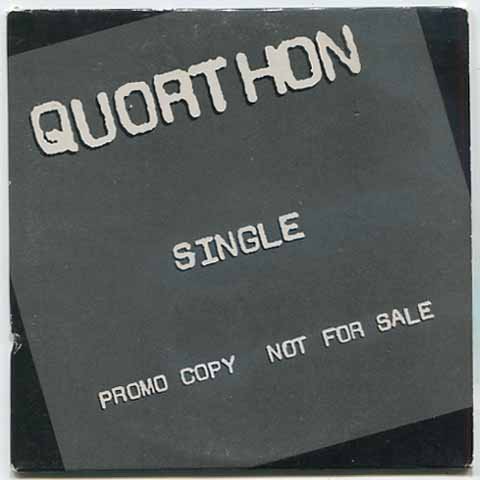 QUORTHON
SINGLE
PROMO COPY NOT FOR SALE